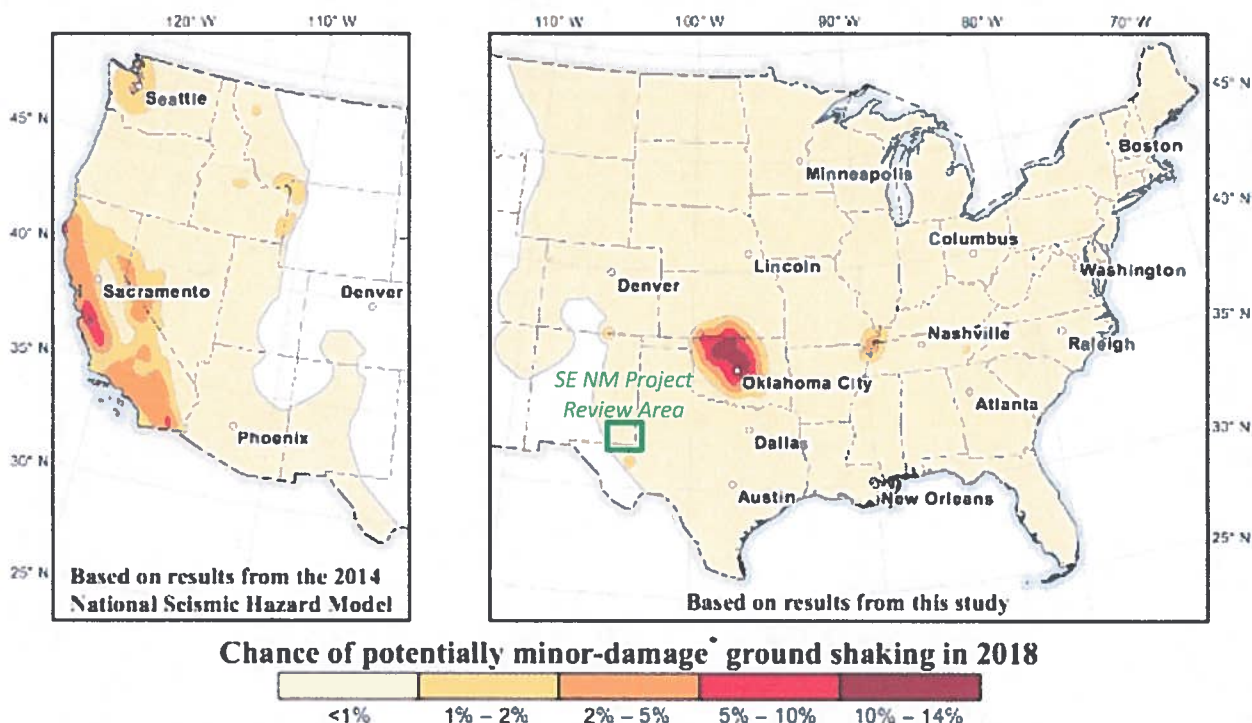 120° W 110° W 110° W 100° W 90° W 80° W 70° W
45° N
40° N
35° N
30° N
25° N
Seattle
Sacramento
Denver
Phoenix
Based on results from the 2014
National Seismic Hazard Model
Boston
Minneapolis
Columbus
Washington
Lincoln
Denver
Nashville
Raleigh
Oklahoma City
SE NM Project
Review Area
Atlanta
Dallas
Austin
New Orleans
Based on results from this study
45° N
40° N
35° N
30° N
25° N
Chance of potentially minor-damage* ground shaking in 2018
<1% 1% – 2% 2% – 5% 5% – 10% 10% – 14%